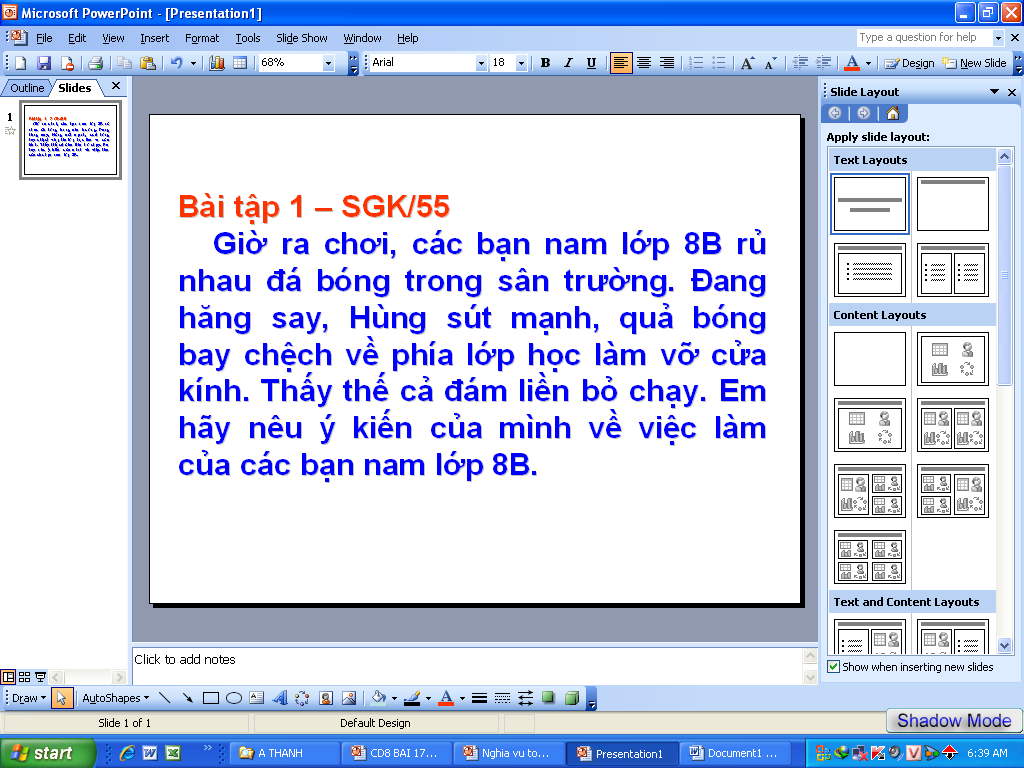 Microsoft PowerPoint - [Presentation1]
File Edit View Insert Format Tools Slide Show Window Help
Type a question for help
68% Arial 18 B I U A A A Design New Slide
Outline Slides
Slide Layout
1
Apply slide layout:
Text Layouts
Bài tập 1 – SGK/55
Giờ ra chơi, các bạn nam lớp 8B rủ
nhau đá bóng trong sân trường. Đang
hăng say, Hùng sút mạnh, quả bóng
bay chệch về phía lớp học làm vỡ cửa
kính. Thấy thế cả đám liền bỏ chạy. Em
hãy nêu ý kiến của mình về việc làm
của các bạn nam lớp 8B.
Content Layouts
Text and Content Layouts
Click to add notes
Show when inserting new slides
Draw AutoShapes
Slide 1 of 1 Default Design
Shadow Mode
start A THANH CD8 BAI 17... Nghia vu to... Presentation1 Document1 ... 6:39 AM